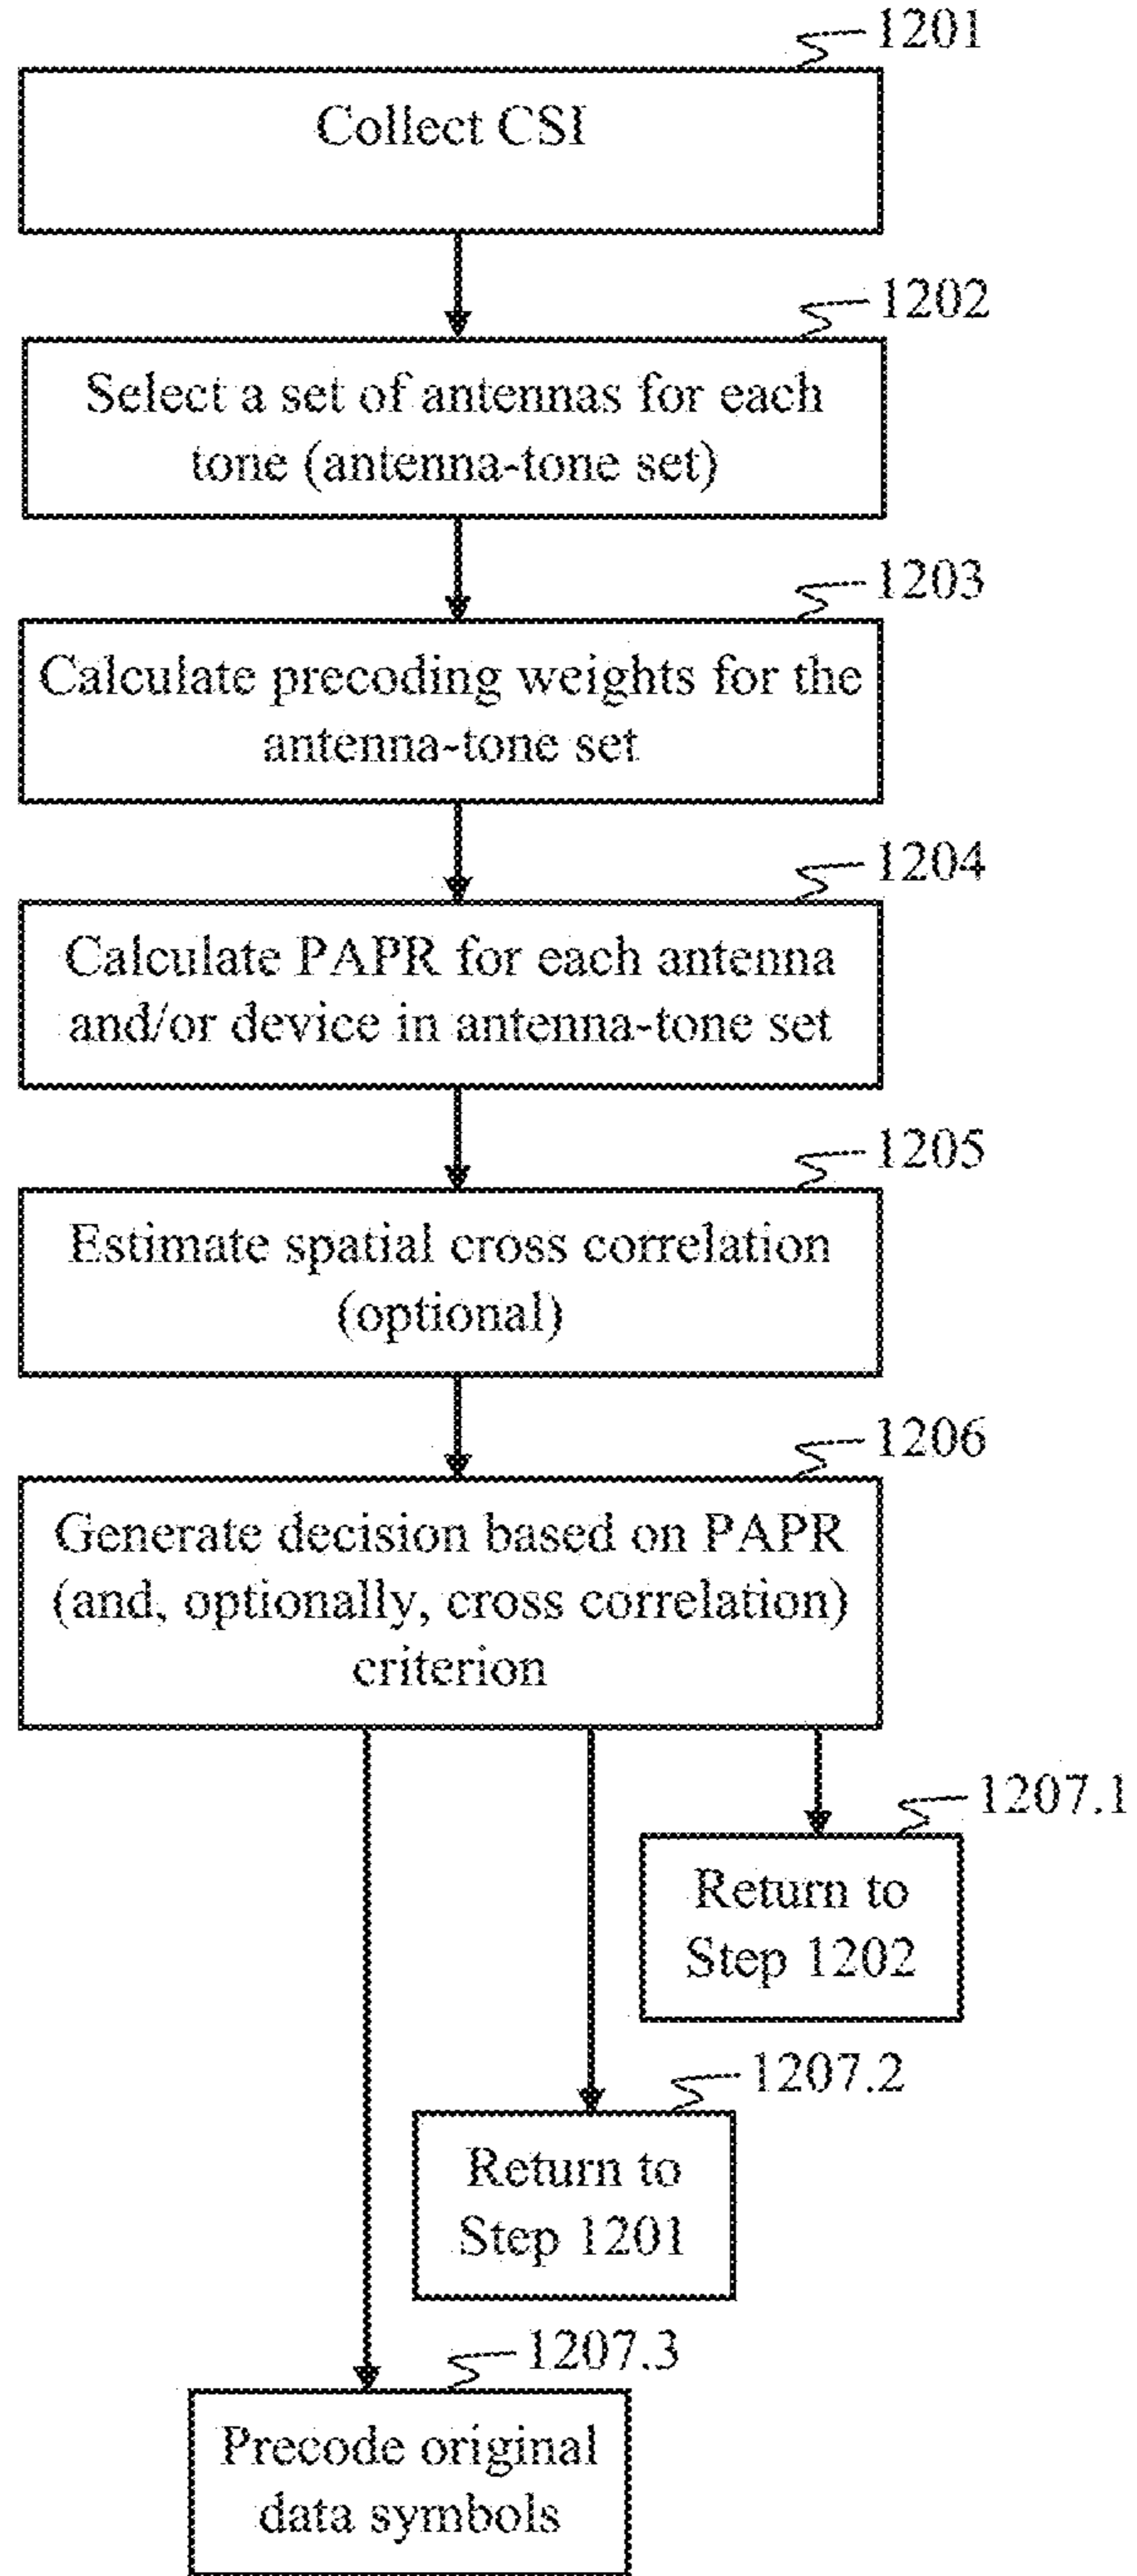 1201
Collect CSI
1202
Select a set of antennas for each
tone (antenna-tone set)
1203
Calculate precoding weights for the
antenna-tone set
1204
Calculate PAPR for each antenna
and/or device in antenna-tone set
1205
Estimate spatial cross correlation
(optional)
1206
Generate decision based on PAPR
(and, optionally, cross correlation)
criterion
1207.1
Return to
Step 1202
1207.2
Return to
Step 1201
1207.3
Precode original
data symbols